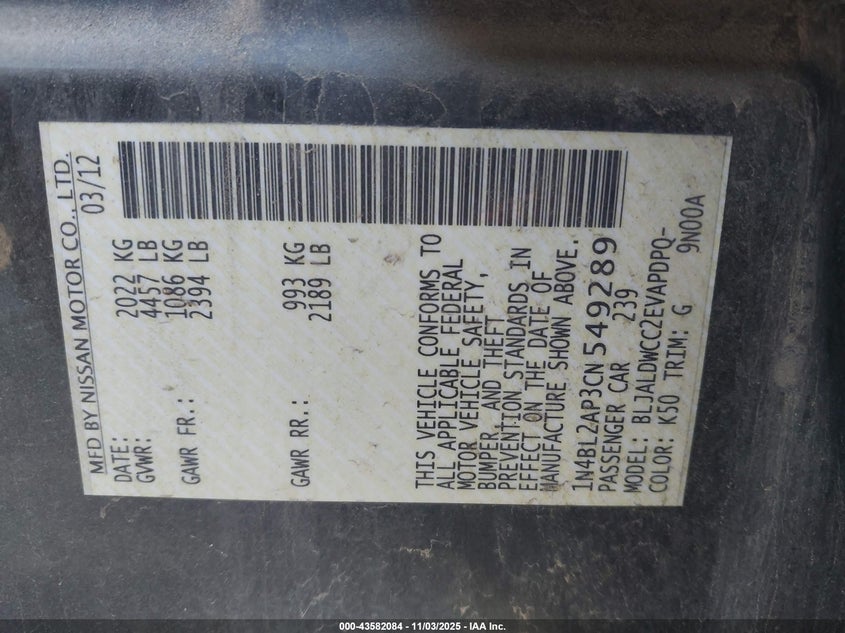 MFD BY NISSAN MOTOR CO., LTD.
DATE: 03/12
GVWR: 2022 KG
4457 LB
GAWR FR.: 1086 KG
2394 LB
GAWR RR.: 993 KG
2189 LB
THIS VEHICLE CONFORMS TO
ALL APPLICABLE FEDERAL
MOTOR VEHICLE SAFETY,
BUMPER, AND THEFT
PREVENTION STANDARDS IN
EFFECT ON THE DATE OF
MANUFACTURE SHOWN ABOVE.
1N4BL2AP3CN549289
PASSENGER CAR 239
MODEL: BLJALDWCC2EVAPDPQ-
COLOR: K50 TRIM: G 9N00A
000-43582084 - 11/03/2025 - IAA Inc.